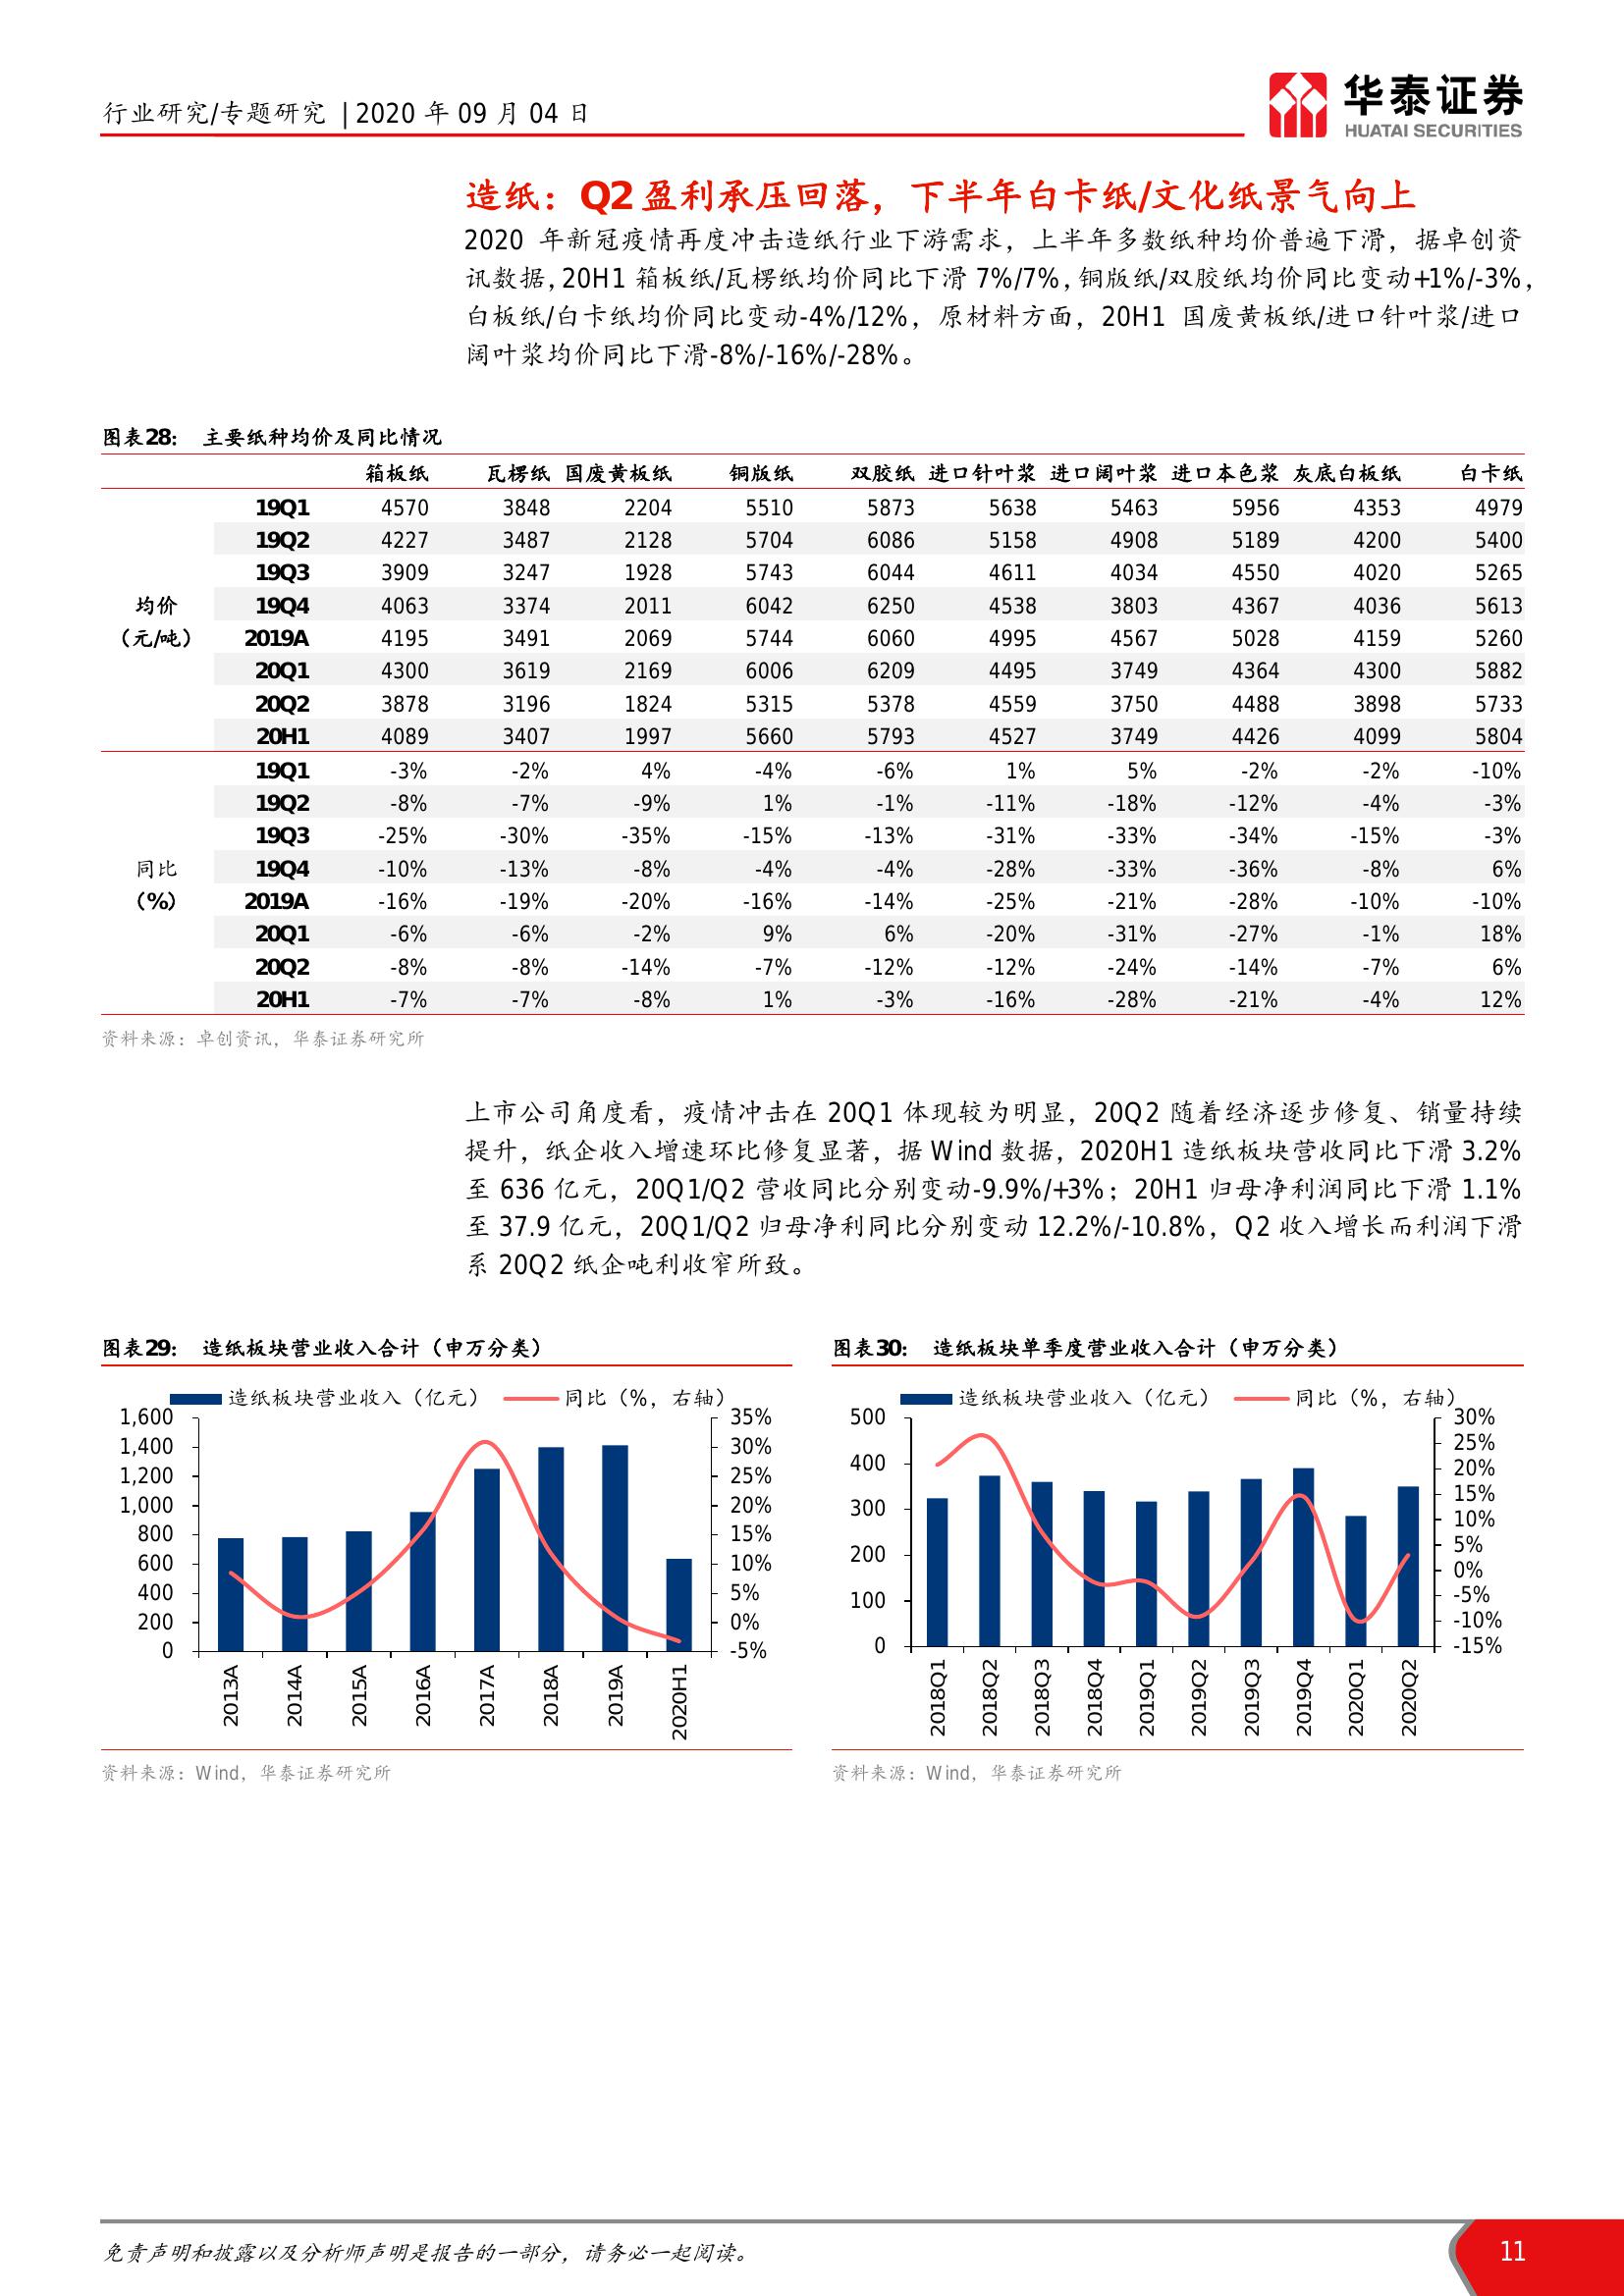 行业研究/专题研究 | 2020 年 09 月 04 日
华泰证券
HUATAI SECURITIES
造纸：Q2 盈利承压回落，下半年白卡纸/文化纸景气向上
2020 年新冠疫情再度冲击造纸行业下游需求，上半年多数纸种均价普遍下滑，据卓创资
讯数据，20H1 箱板纸/瓦楞纸均价同比下滑 7%/7%，铜版纸/双胶纸均价同比变动+1%/-3%，
白板纸/白卡纸均价同比变动-4%/12%，原材料方面，20H1 国废黄板纸/进口针叶浆/进口
阔叶浆均价同比下滑-8%/-16%/-28%。
图表28： 主要纸种均价及同比情况
箱板纸 瓦楞纸 国废黄板纸 铜版纸 双胶纸 进口针叶浆 进口阔叶浆 进口本色浆 灰底白板纸 白卡纸
19Q1 4570 3848 2204 5510 5873 5638 5463 5956 4353 4979
19Q2 4227 3487 2128 5704 6086 5158 4908 5189 4200 5400
19Q3 3909 3247 1928 5743 6044 4611 4034 4550 4020 5265
均价 19Q4 4063 3374 2011 6042 6250 4538 3803 4367 4036 5613
（元/吨） 2019A 4195 3491 2069 5744 6060 4995 4567 5028 4159 5260
20Q1 4300 3619 2169 6006 6209 4495 3749 4364 4300 5882
20Q2 3878 3196 1824 5315 5378 4559 3750 4488 3898 5733
20H1 4089 3407 1997 5660 5793 4527 3749 4426 4099 5804
19Q1 -3% -2% 4% -4% -6% 1% 5% -2% -2% -10%
19Q2 -8% -7% -9% 1% -1% -11% -18% -12% -4% -3%
19Q3 -25% -30% -35% -15% -13% -31% -33% -34% -15% -3%
同比 19Q4 -10% -13% -8% -4% -4% -28% -33% -36% -8% 6%
（%） 2019A -16% -19% -20% -16% -14% -25% -21% -28% -10% -10%
20Q1 -6% -6% -2% 9% 6% -20% -31% -27% -1% 18%
20Q2 -8% -8% -14% -7% -12% -12% -24% -14% -7% 6%
20H1 -7% -7% -8% 1% -3% -16% -28% -21% -4% 12%
资料来源：卓创资讯，华泰证券研究所
上市公司角度看，疫情冲击在 20Q1 体现较为明显，20Q2 随着经济逐步修复、销量持续
提升，纸企收入增速环比修复显著，据 Wind 数据，2020H1 造纸板块营收同比下滑 3.2%
至 636 亿元，20Q1/Q2 营收同比分别变动-9.9%/+3%；20H1 归母净利润同比下滑 1.1%
至 37.9 亿元，20Q1/Q2 归母净利同比分别变动 12.2%/-10.8%，Q2 收入增长而利润下滑
系 20Q2 纸企吨利收窄所致。
图表29： 造纸板块营业收入合计（申万分类）
造纸板块营业收入（亿元） 同比（%，右轴）
1,600
1,400
1,200
1,000
800
600
400
200
0
35%
30%
25%
20%
15%
10%
5%
0%
-5%
2013A
2014A
2015A
2016A
2017A
2018A
2019A
2020H1
资料来源：Wind，华泰证券研究所
图表30： 造纸板块单季度营业收入合计（申万分类）
造纸板块营业收入（亿元） 同比（%，右轴）
500
400
300
200
100
0
30%
25%
20%
15%
10%
5%
0%
-5%
-10%
-15%
2018Q1
2018Q2
2018Q3
2018Q4
2019Q1
2019Q2
2019Q3
2019Q4
2020Q1
2020Q2
资料来源：Wind，华泰证券研究所
免责声明和披露以及分析师声明是报告的一部分，请务必一起阅读。
11